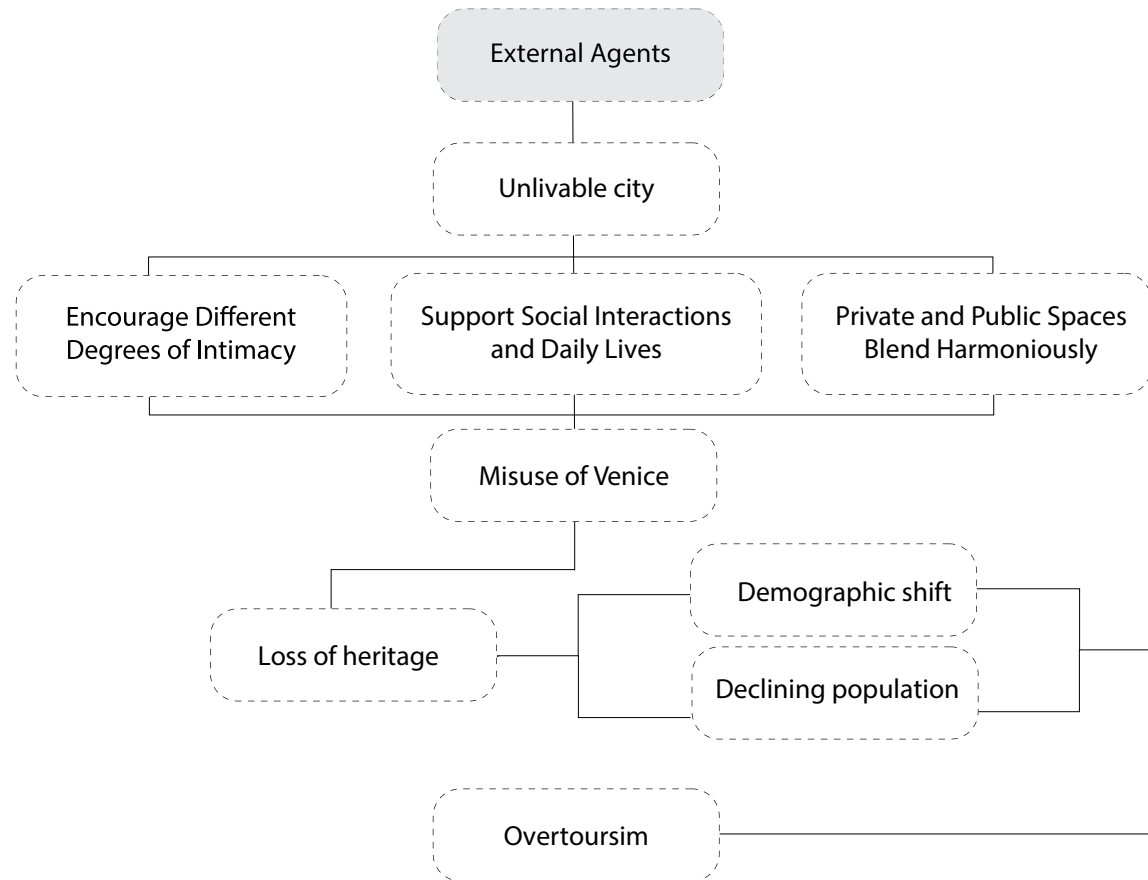 External Agents
Unlivable city
Encourage Different
Degrees of Intimacy
Support Social Interactions
and Daily Lives
Private and Public Spaces
Blend Harmoniously
Misuse of Venice
Demographic shift
Loss of heritage
Declining population
Overtoursim